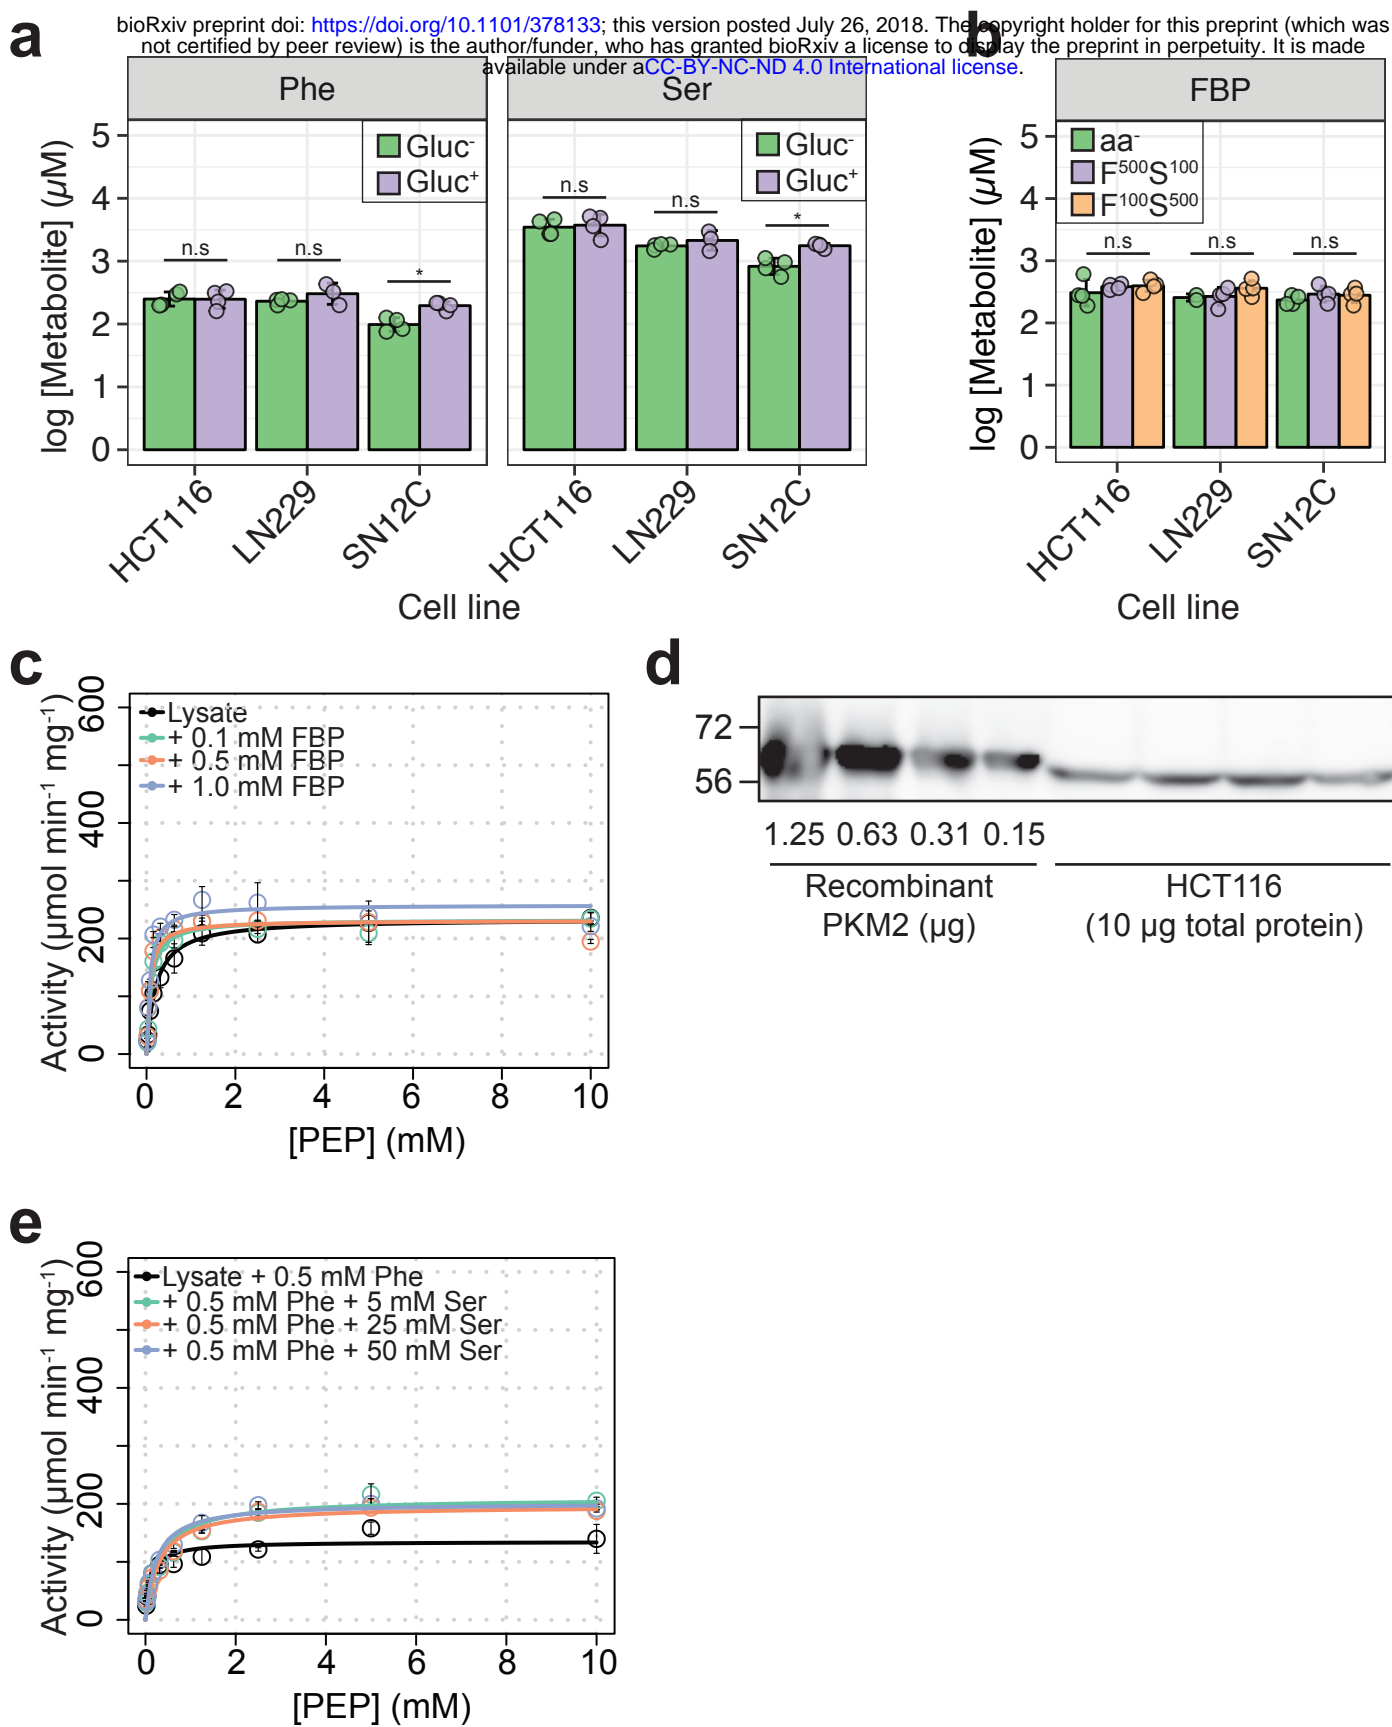 bioRxiv preprint doi: https://doi.org/10.1101/378133; this version posted July 26, 2018. The copyright holder for this preprint (which was
not certified by peer review) is the author/funder, who has granted bioRxiv a license to display the preprint in perpetuity. It is made
available under aCC-BY-NC-ND 4.0 International license.
a
Phe
Ser
log [Metabolite] (µM)
5
4
3
2
1
0
Gluc⁻
Gluc⁺
n.s
n.s
*
Gluc⁻
Gluc⁺
n.s
n.s
*
HCT116
LN229
SN12C
HCT116
LN229
SN12C
Cell line
b
FBP
log [Metabolite] (µM)
5
4
3
2
1
0
aa⁻
F⁵⁰⁰S¹⁰⁰
F¹⁰⁰S⁵⁰⁰
n.s
n.s
n.s
HCT116
LN229
SN12C
Cell line
c
Activity (µmol min⁻¹ mg⁻¹)
600
400
200
0
Lysate
+ 0.1 mM FBP
+ 0.5 mM FBP
+ 1.0 mM FBP
0 2 4 6 8 10
[PEP] (mM)
d
72
56
1.25 0.63 0.31 0.15
Recombinant
PKM2 (µg)
HCT116
(10 µg total protein)
e
Activity (µmol min⁻¹ mg⁻¹)
600
400
200
0
Lysate + 0.5 mM Phe
+ 0.5 mM Phe + 5 mM Ser
+ 0.5 mM Phe + 25 mM Ser
+ 0.5 mM Phe + 50 mM Ser
0 2 4 6 8 10
[PEP] (mM)